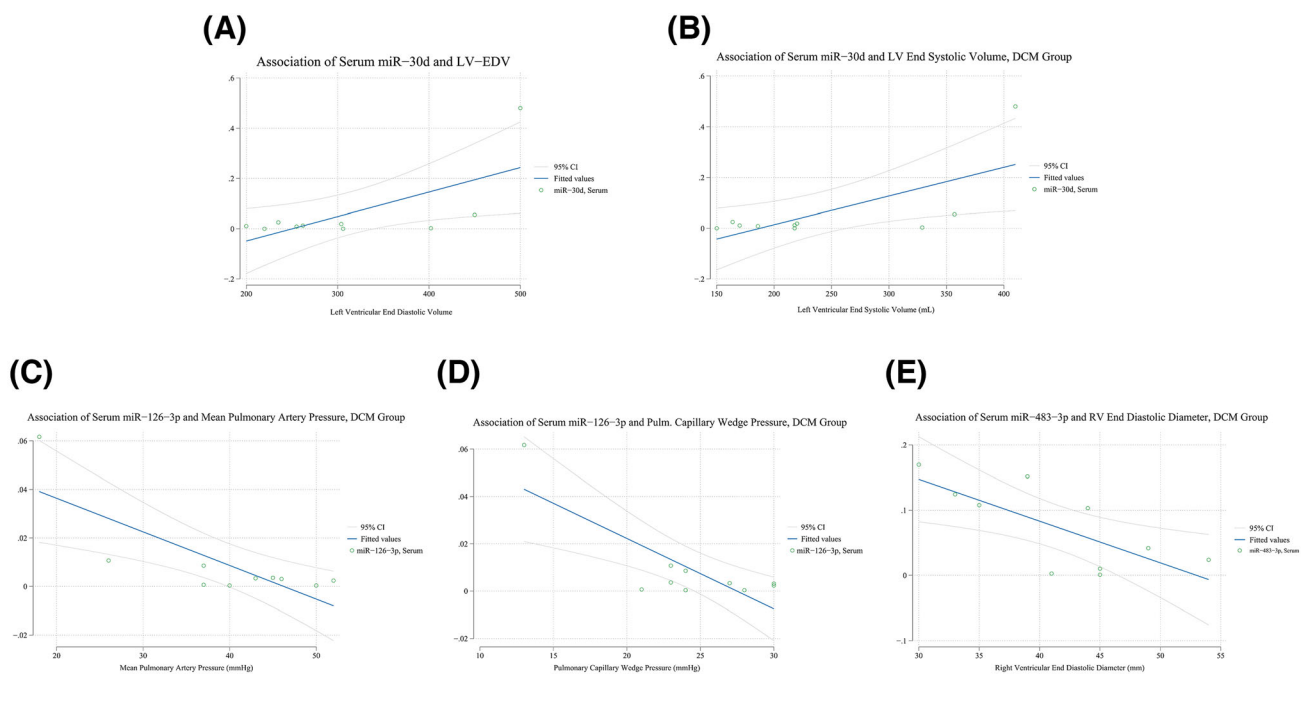 (A)
Association of Serum miR−30d and LV−EDV
.6
.4
.2
0
−.2
200
300
400
500
Left Ventricular End Diastolic Volume
95% CI
Fitted values
miR−30d, Serum
(B)
Association of Serum miR−30d and LV End Systolic Volume, DCM Group
.6
.4
.2
0
−.2
150
200
250
300
350
400
Left Ventricular End Systolic Volume (mL)
95% CI
Fitted values
miR−30d, Serum
(C)
Association of Serum miR−126−3p and Mean Pulmonary Artery Pressure, DCM Group
.06
.04
.02
0
−.02
20
30
40
50
Mean Pulmonary Artery Pressure (mmHg)
95% CI
Fitted values
miR−126−3p, Serum
(D)
Association of Serum miR−126−3p and Pulm. Capillary Wedge Pressure, DCM Group
.06
.04
.02
0
−.02
10
15
20
25
30
Pulmonary Capillary Wedge Pressure (mmHg)
95% CI
Fitted values
miR−126−3p, Serum
(E)
Association of Serum miR−483−3p and RV End Diastolic Diameter, DCM Group
.2
.1
0
−.1
30
35
40
45
50
55
Right Ventricular End Diastolic Diameter (mm)
95% CI
Fitted values
miR−483−3p, Serum